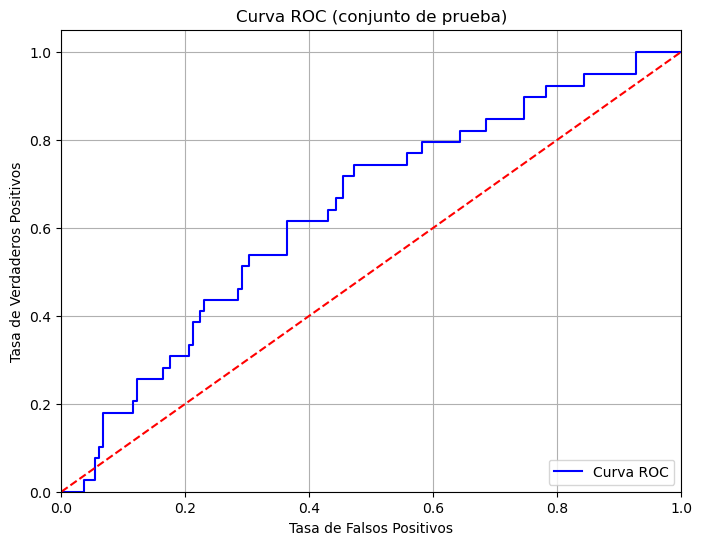 Curva ROC (conjunto de prueba)
Tasa de Verdaderos Positivos
1.0
0.8
0.6
0.4
0.2
0.0
0.0 0.2 0.4 0.6 0.8 1.0
Tasa de Falsos Positivos
Curva ROC